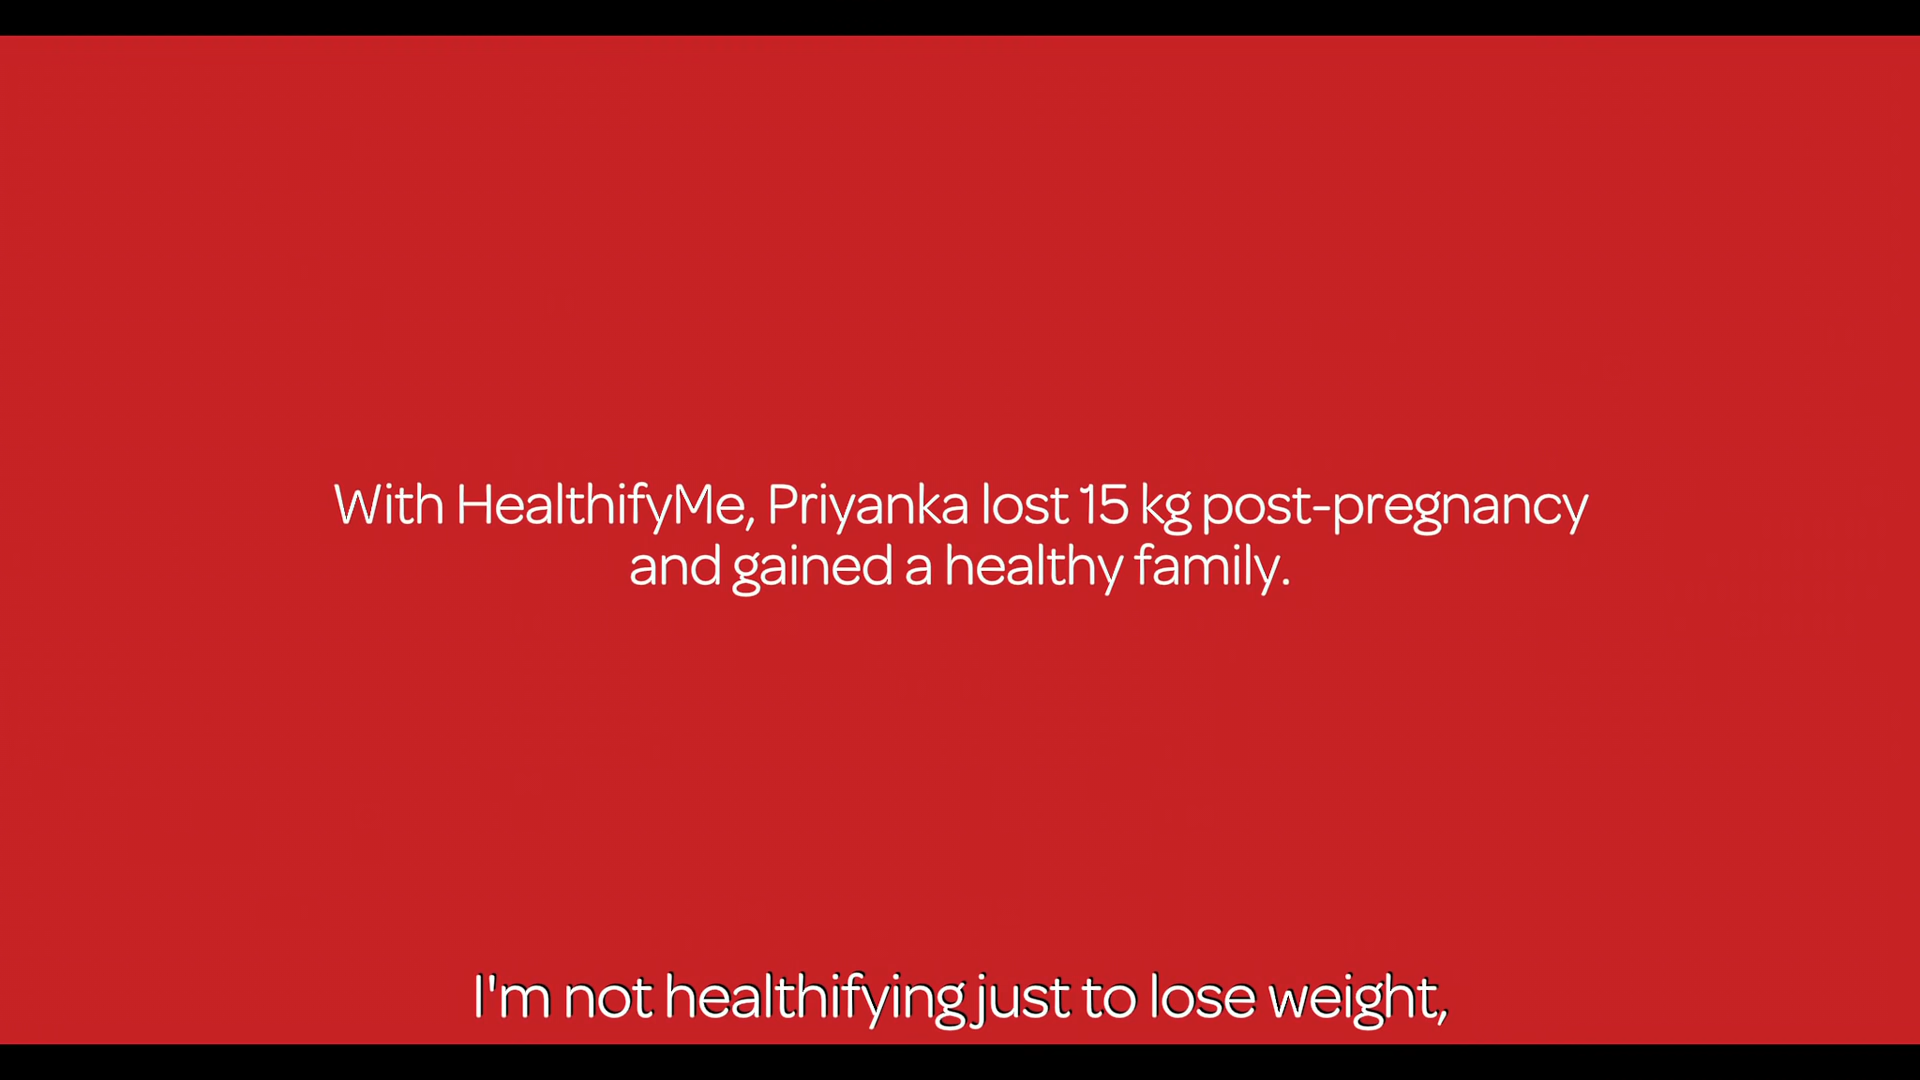 With HealthifyMe, Priyanka lost 15 kg post-pregnancy
and gained a healthy family.
I'm not healthifying just to lose weight,